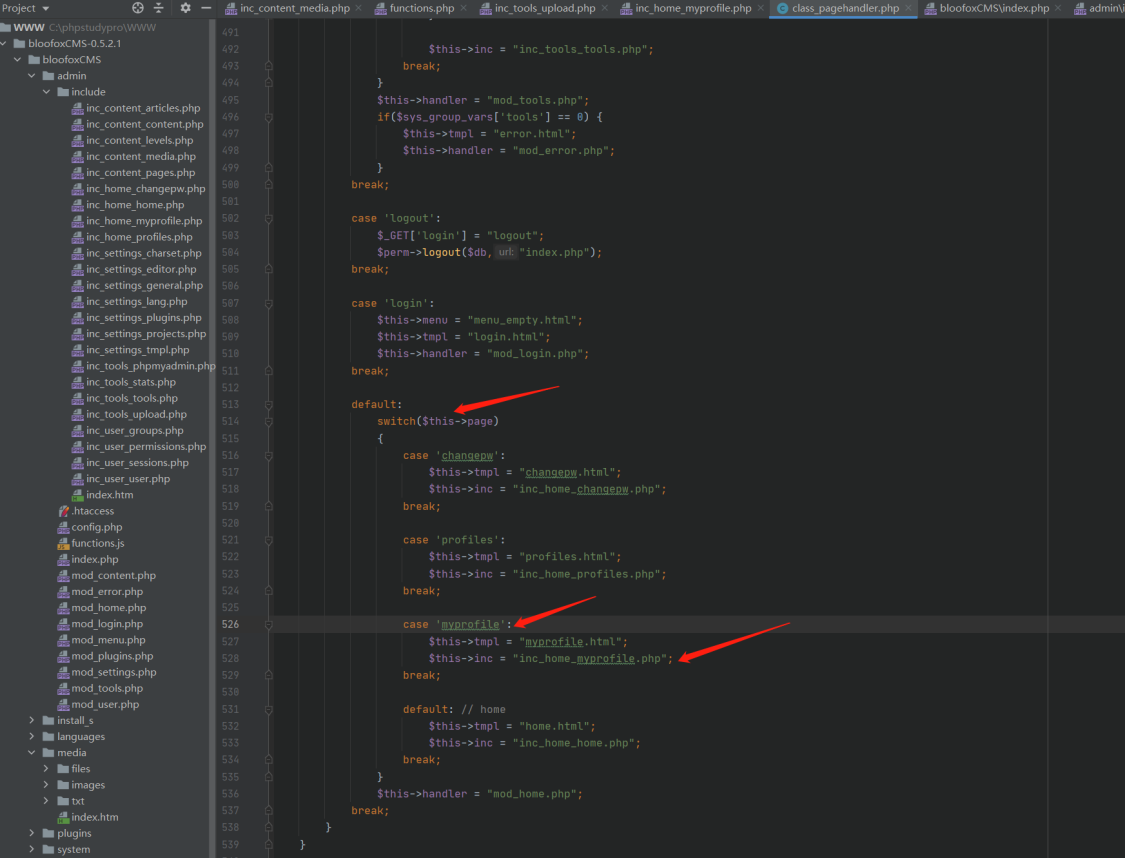 Project
inc_content_media.php
functions.php
inc_tools_upload.php
inc_home_myprofile.php
class_pagehandler.php
bloofoxCMS\index.php
admin\i
WWW C:\phpstudypro\WWW
bloofoxCMS-0.5.2.1
bloofoxCMS
admin
include
inc_content_articles.php
inc_content_content.php
inc_content_levels.php
inc_content_media.php
inc_content_pages.php
inc_home_changepw.php
inc_home_home.php
inc_home_myprofile.php
inc_home_profiles.php
inc_settings_charset.php
inc_settings_editor.php
inc_settings_general.php
inc_settings_lang.php
inc_settings_plugins.php
inc_settings_projects.php
inc_settings_tmpl.php
inc_tools_phpmyadmin.php
inc_tools_stats.php
inc_tools_tools.php
inc_tools_upload.php
inc_user_groups.php
inc_user_permissions.php
inc_user_sessions.php
inc_user_user.php
index.htm
.htaccess
config.php
functions.js
index.php
mod_content.php
mod_error.php
mod_home.php
mod_login.php
mod_menu.php
mod_plugins.php
mod_settings.php
mod_tools.php
mod_user.php
install_s
languages
media
files
images
txt
index.htm
plugins
system
491
492 $this->inc = "inc_tools_tools.php";
493 break;
494 }
495 $this->handler = "mod_tools.php";
496 if($sys_group_vars['tools'] == 0) {
497 $this->tmpl = "error.html";
498 $this->handler = "mod_error.php";
499 }
500 break;
501
502 case 'logout':
503 $_GET['login'] = "logout";
504 $perm->logout($db, url: "index.php");
505 break;
506
507 case 'login':
508 $this->menu = "menu_empty.html";
509 $this->tmpl = "login.html";
510 $this->handler = "mod_login.php";
511 break;
512
513 default:
514 switch($this->page)
515 {
516 case 'changepw':
517 $this->tmpl = "changepw.html";
518 $this->inc = "inc_home_changepw.php";
519 break;
520
521 case 'profiles':
522 $this->tmpl = "profiles.html";
523 $this->inc = "inc_home_profiles.php";
524 break;
525
526 case 'myprofile':
527 $this->tmpl = "myprofile.html";
528 $this->inc = "inc_home_myprofile.php";
529 break;
530
531 default: // home
532 $this->tmpl = "home.html";
533 $this->inc = "inc_home_home.php";
534 break;
535 }
536 $this->handler = "mod_home.php";
537 break;
538 }
539 }